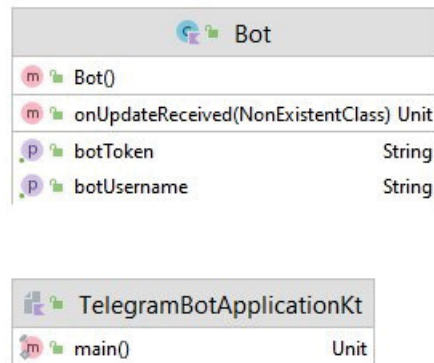 Bot
Bot()
onUpdateReceived(NonExistentClass) Unit
botToken String
botUsername String
TelegramBotApplicationKt
main() Unit